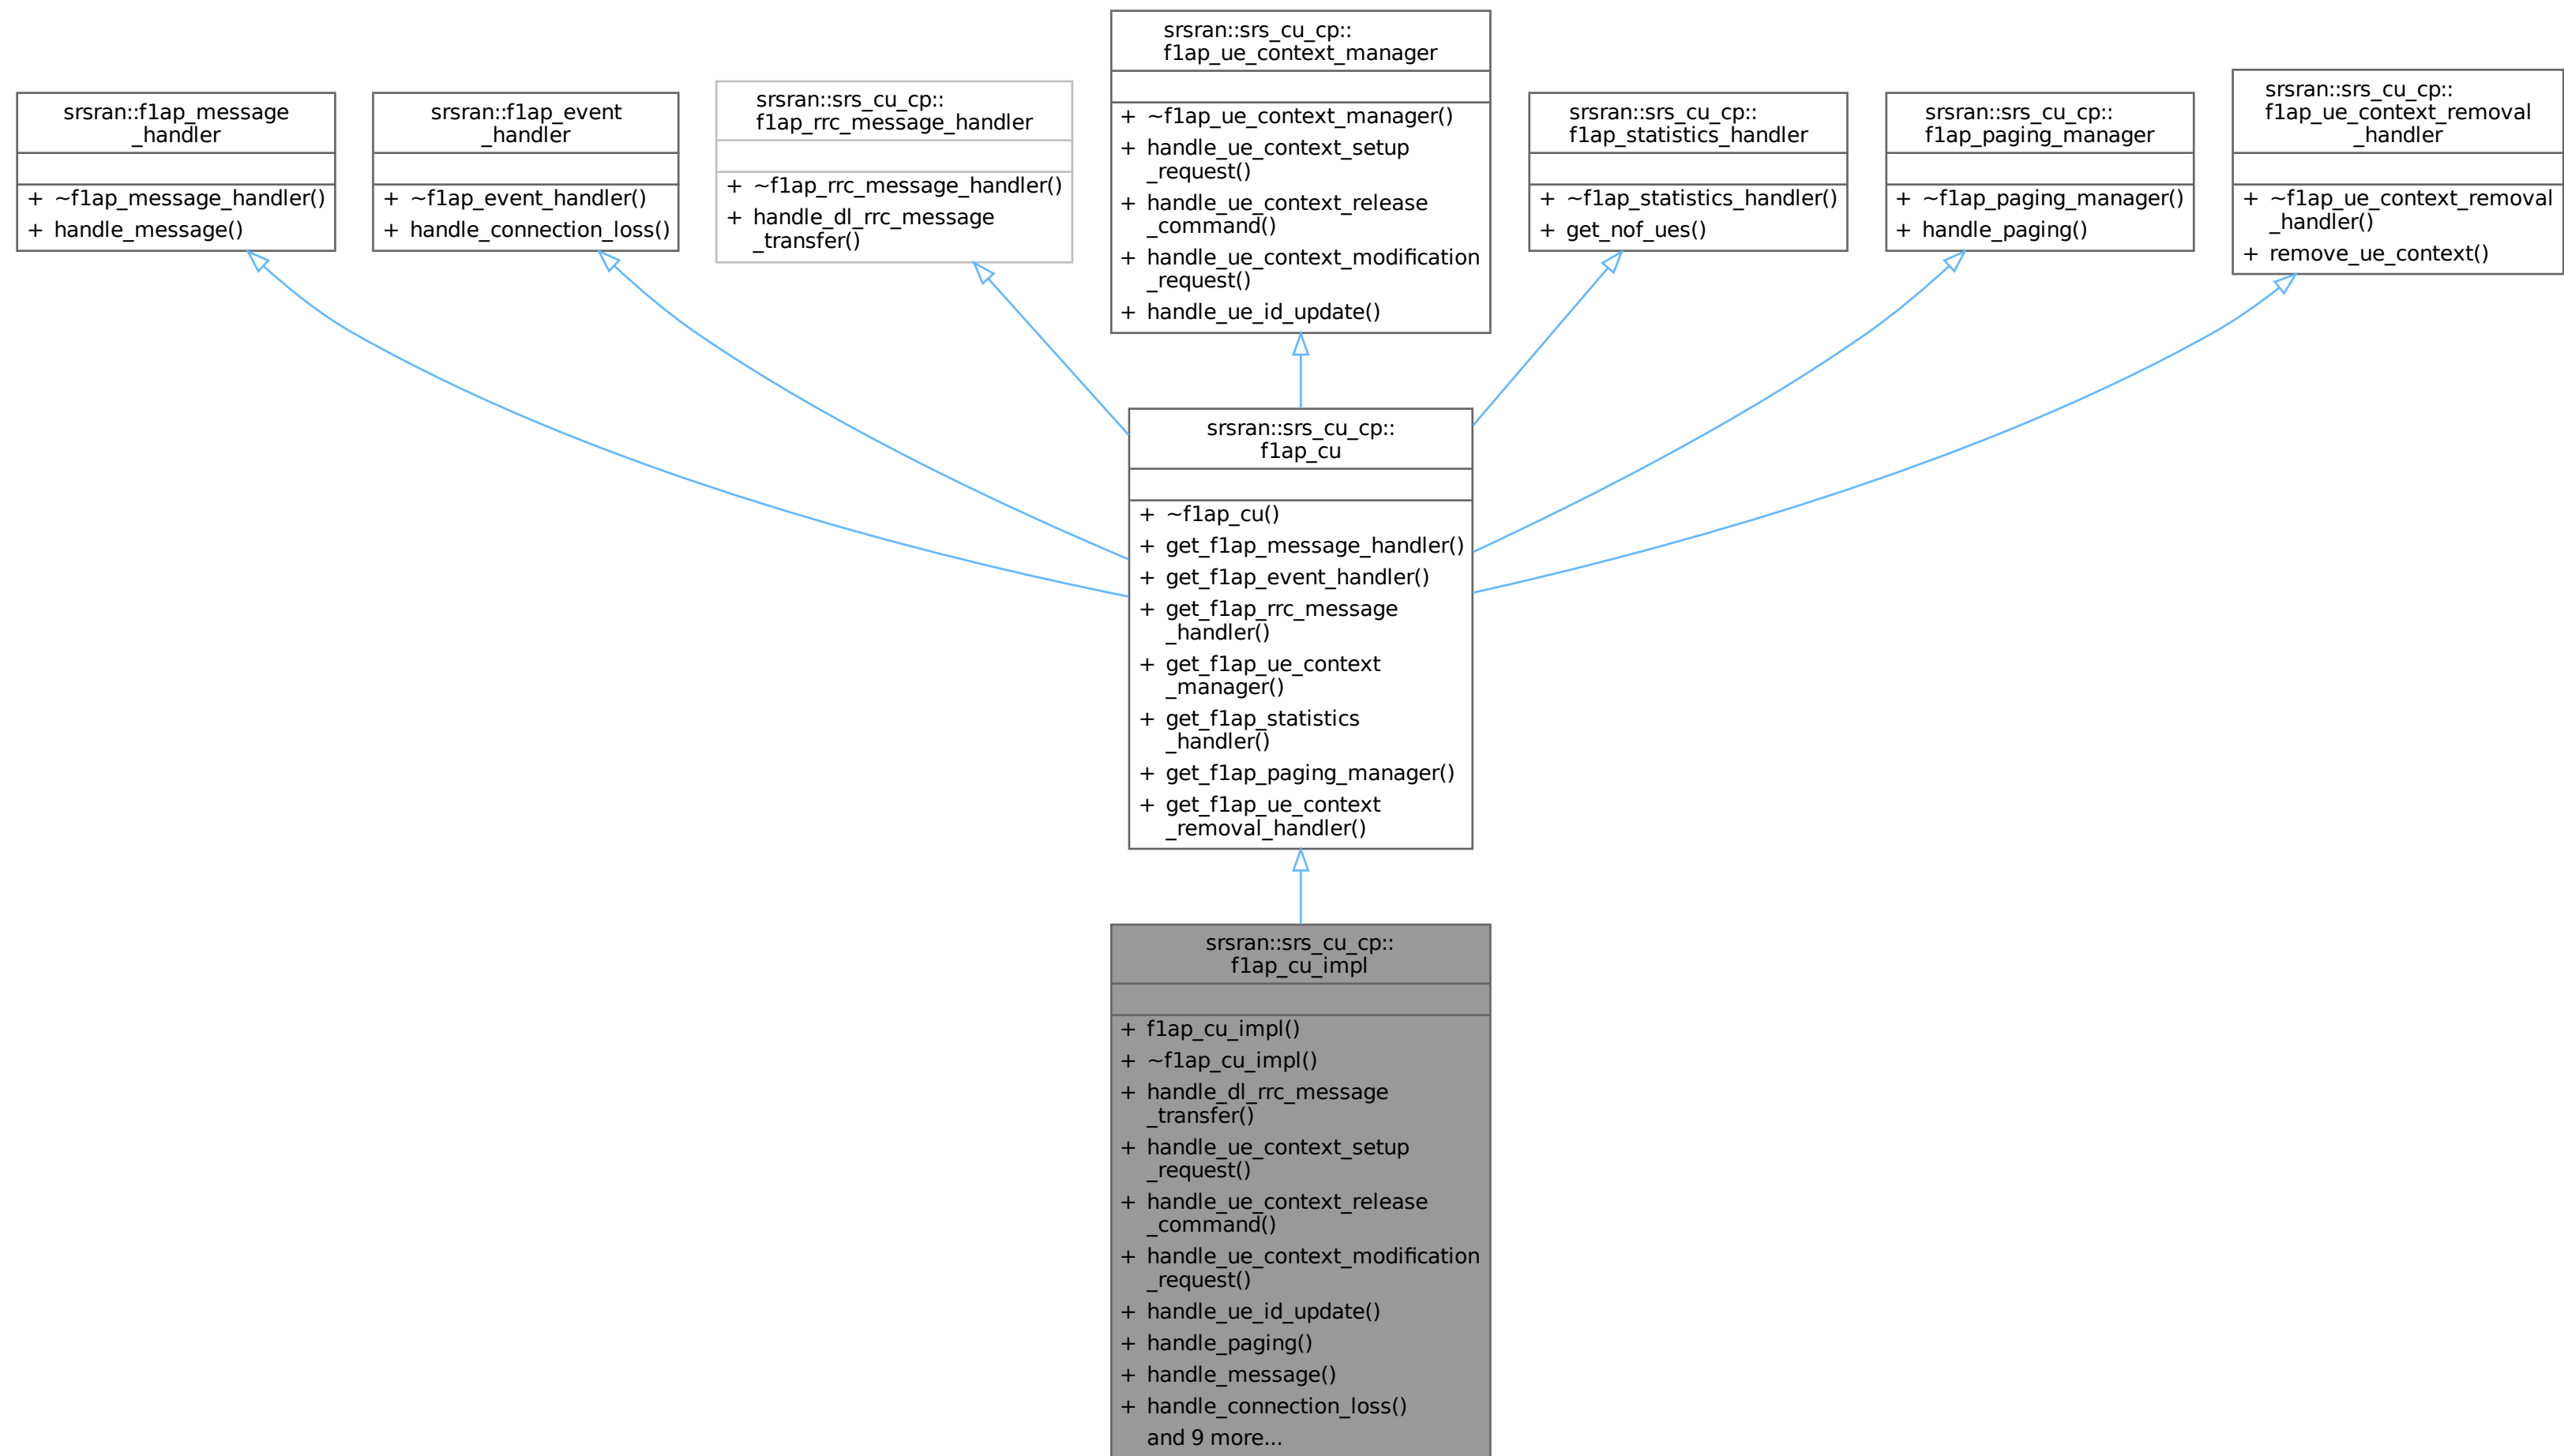 srsran::f1ap_message
_handler
+ ~f1ap_message_handler()
+ handle_message()
srsran::f1ap_event
_handler
+ ~f1ap_event_handler()
+ handle_connection_loss()
srsran::srs_cu_cp::
f1ap_rrc_message_handler
+ ~f1ap_rrc_message_handler()
+ handle_dl_rrc_message
_transfer()
srsran::srs_cu_cp::
f1ap_ue_context_manager
+ ~f1ap_ue_context_manager()
+ handle_ue_context_setup
_request()
+ handle_ue_context_release
_command()
+ handle_ue_context_modification
_request()
+ handle_ue_id_update()
srsran::srs_cu_cp::
f1ap_statistics_handler
+ ~f1ap_statistics_handler()
+ get_nof_ues()
srsran::srs_cu_cp::
f1ap_paging_manager
+ ~f1ap_paging_manager()
+ handle_paging()
srsran::srs_cu_cp::
f1ap_ue_context_removal
_handler
+ ~f1ap_ue_context_removal
_handler()
+ remove_ue_context()
srsran::srs_cu_cp::
f1ap_cu
+ ~f1ap_cu()
+ get_f1ap_message_handler()
+ get_f1ap_event_handler()
+ get_f1ap_rrc_message
_handler()
+ get_f1ap_ue_context
_manager()
+ get_f1ap_statistics
_handler()
+ get_f1ap_paging_manager()
+ get_f1ap_ue_context
_removal_handler()
srsran::srs_cu_cp::
f1ap_cu_impl
+ f1ap_cu_impl()
+ ~f1ap_cu_impl()
+ handle_dl_rrc_message
_transfer()
+ handle_ue_context_setup
_request()
+ handle_ue_context_release
_command()
+ handle_ue_context_modification
_request()
+ handle_ue_id_update()
+ handle_paging()
+ handle_message()
+ handle_connection_loss()
and 9 more...